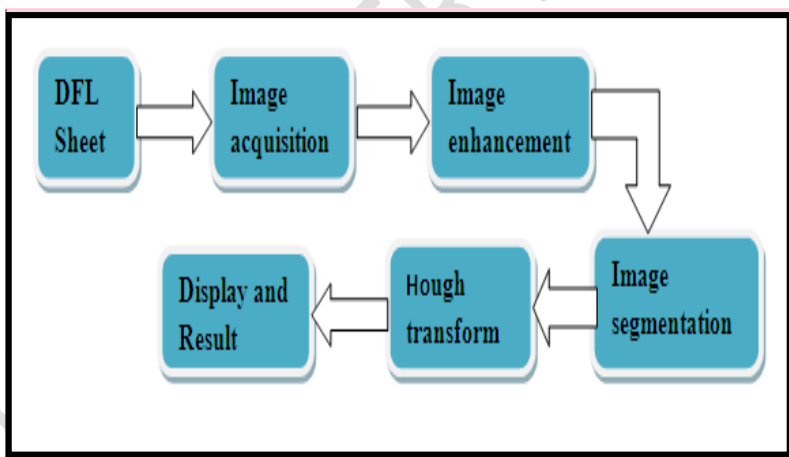 DFL
Sheet
Image
acquisition
Image
enhancement
Image
segmentation
Hough
transform
Display and
Result